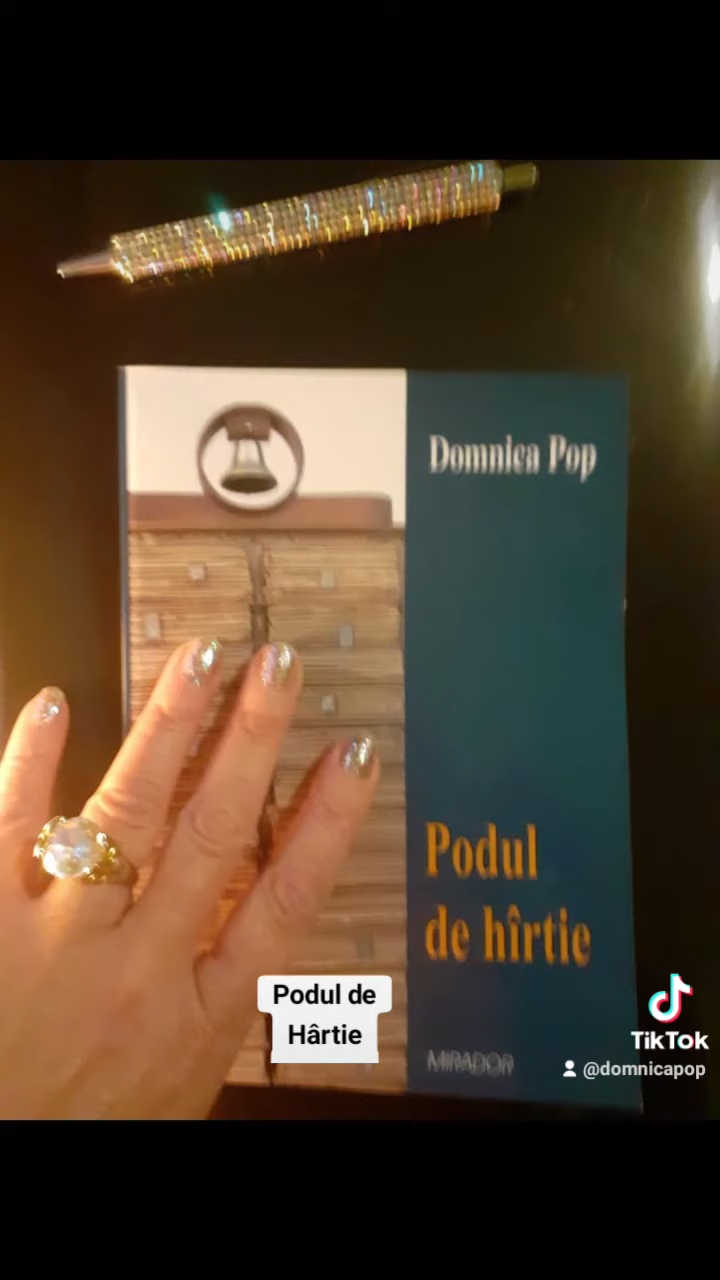 Domnica Pop
Podul
de hîrtie
Podul de
Hârtie
MIRADOR
TikTok
@domnicapop